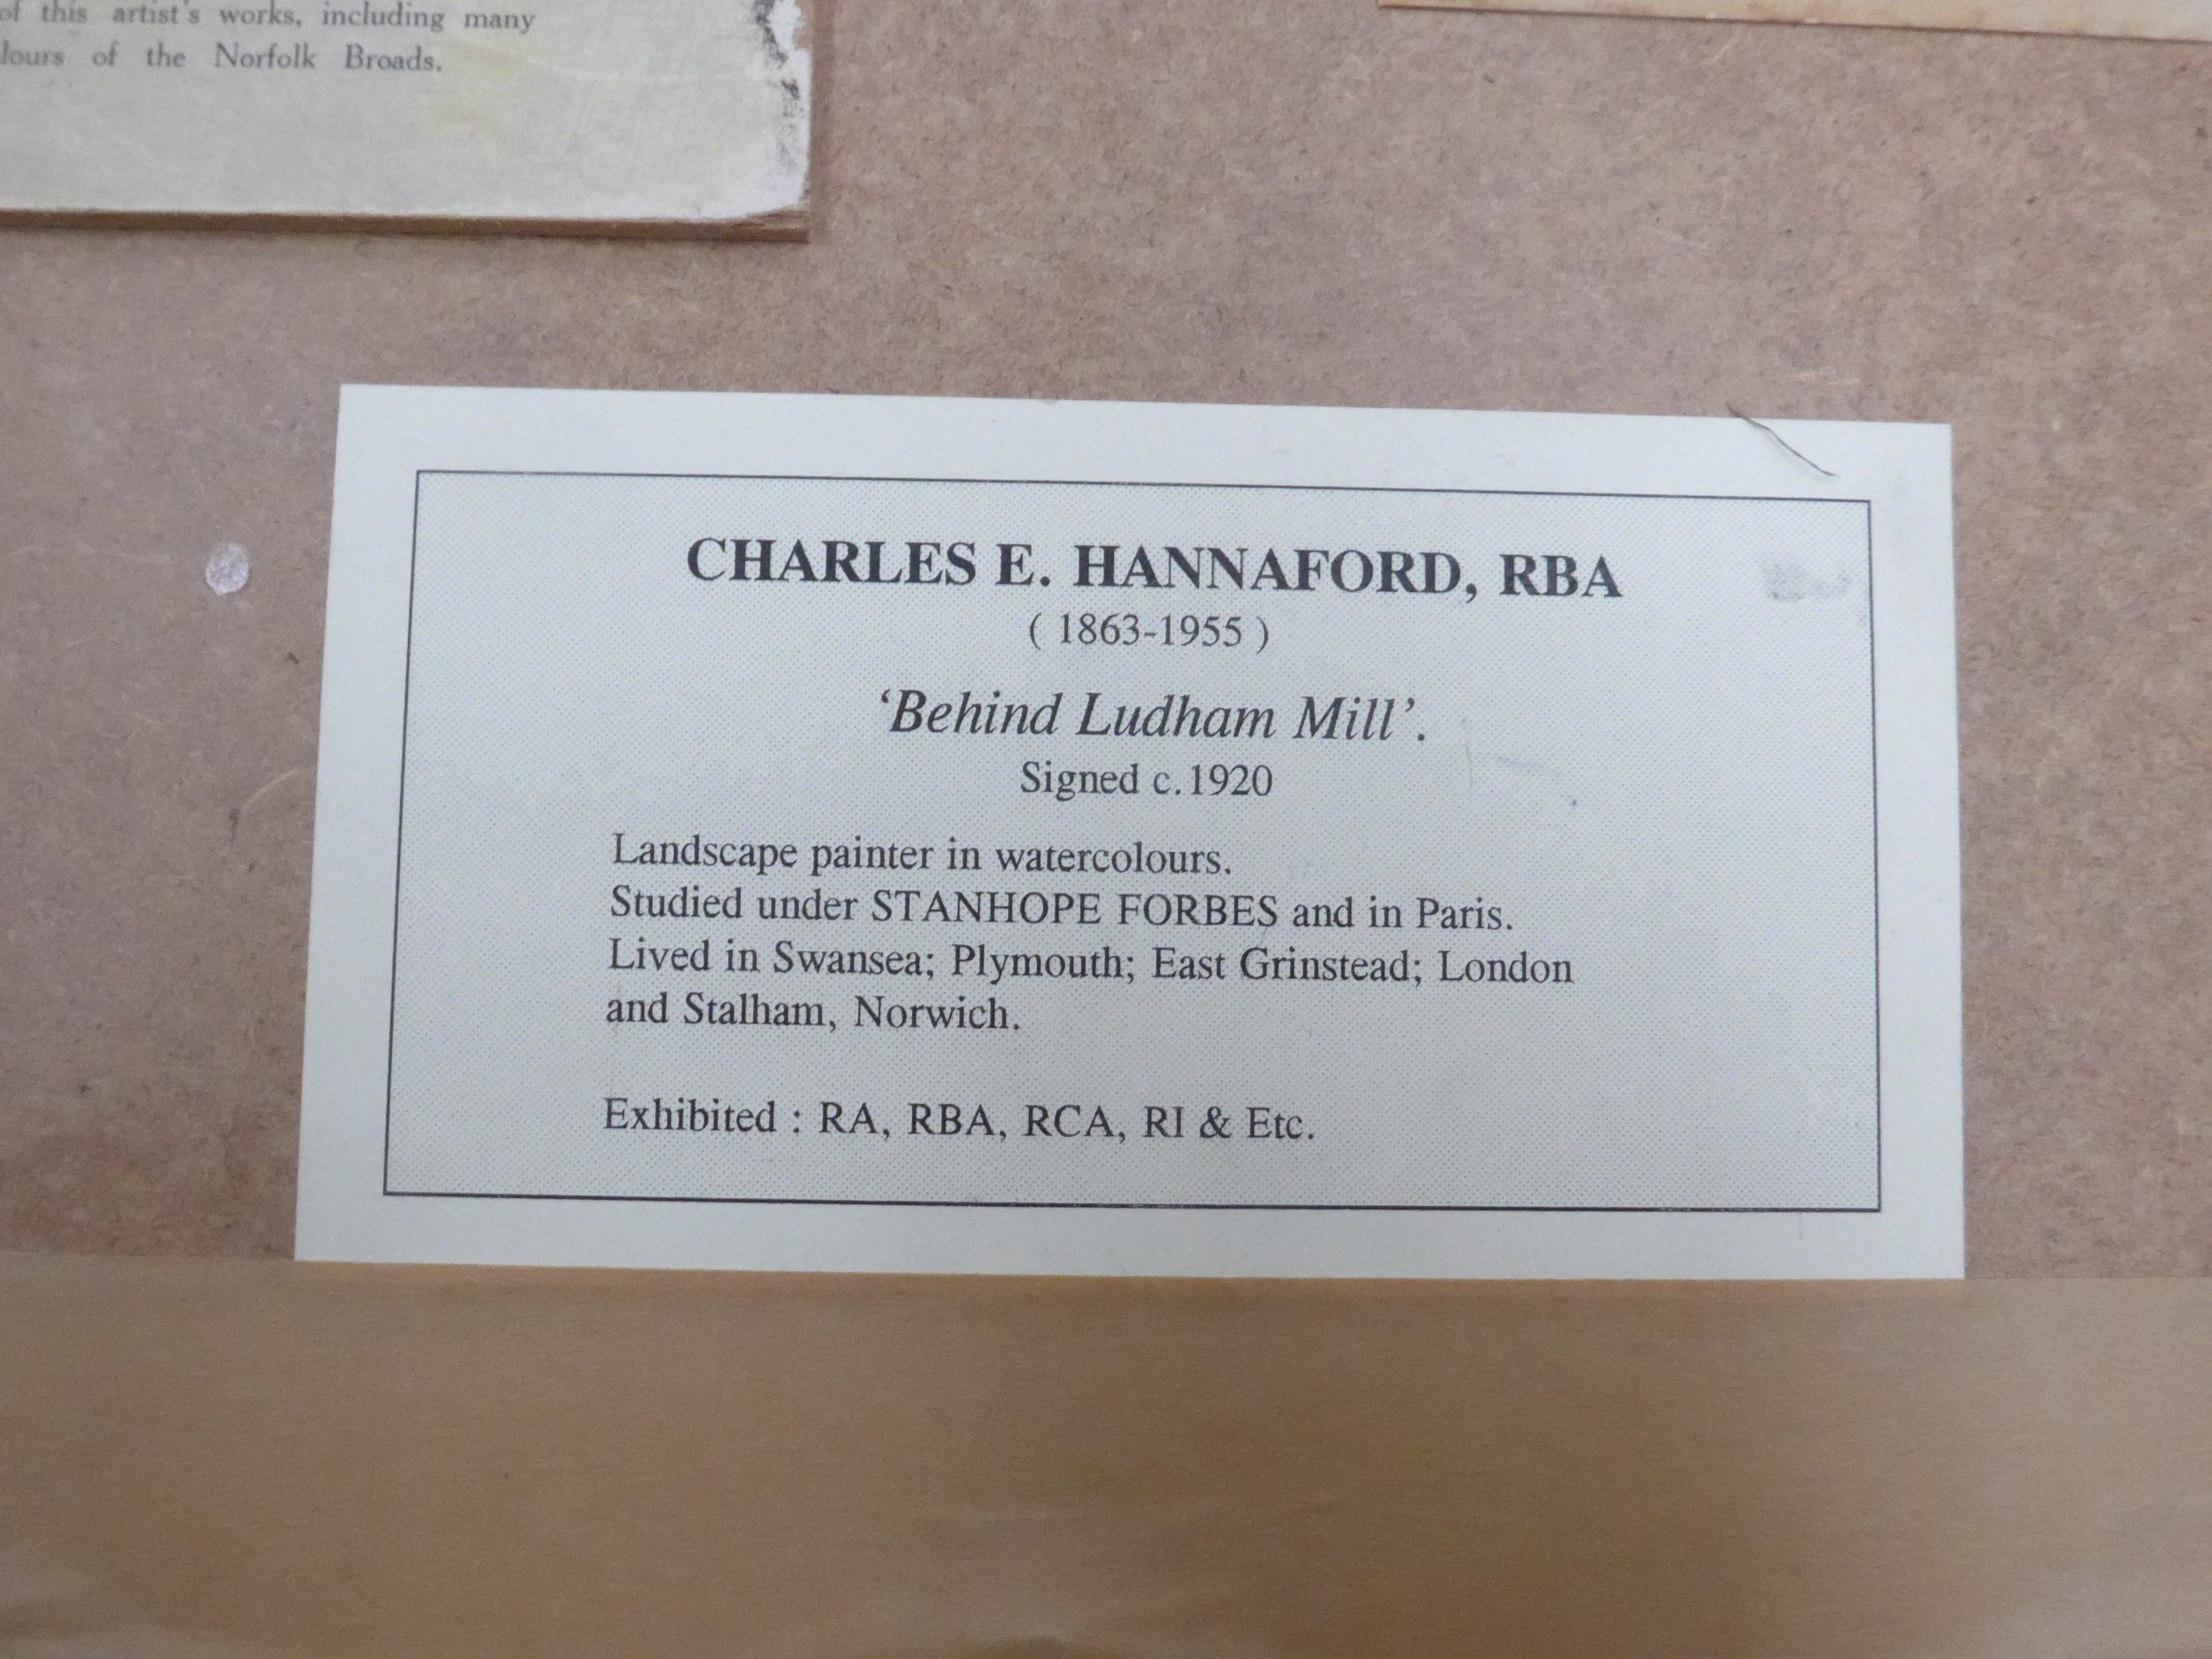 of this artist's works, including many
lours of the Norfolk Broads.
CHARLES E. HANNAFORD, RBA
( 1863-1955 )
‘Behind Ludham Mill’.
Signed c.1920
Landscape painter in watercolours.
Studied under STANHOPE FORBES and in Paris.
Lived in Swansea; Plymouth; East Grinstead; London
and Stalham, Norwich.
Exhibited : RA, RBA, RCA, RI & Etc.